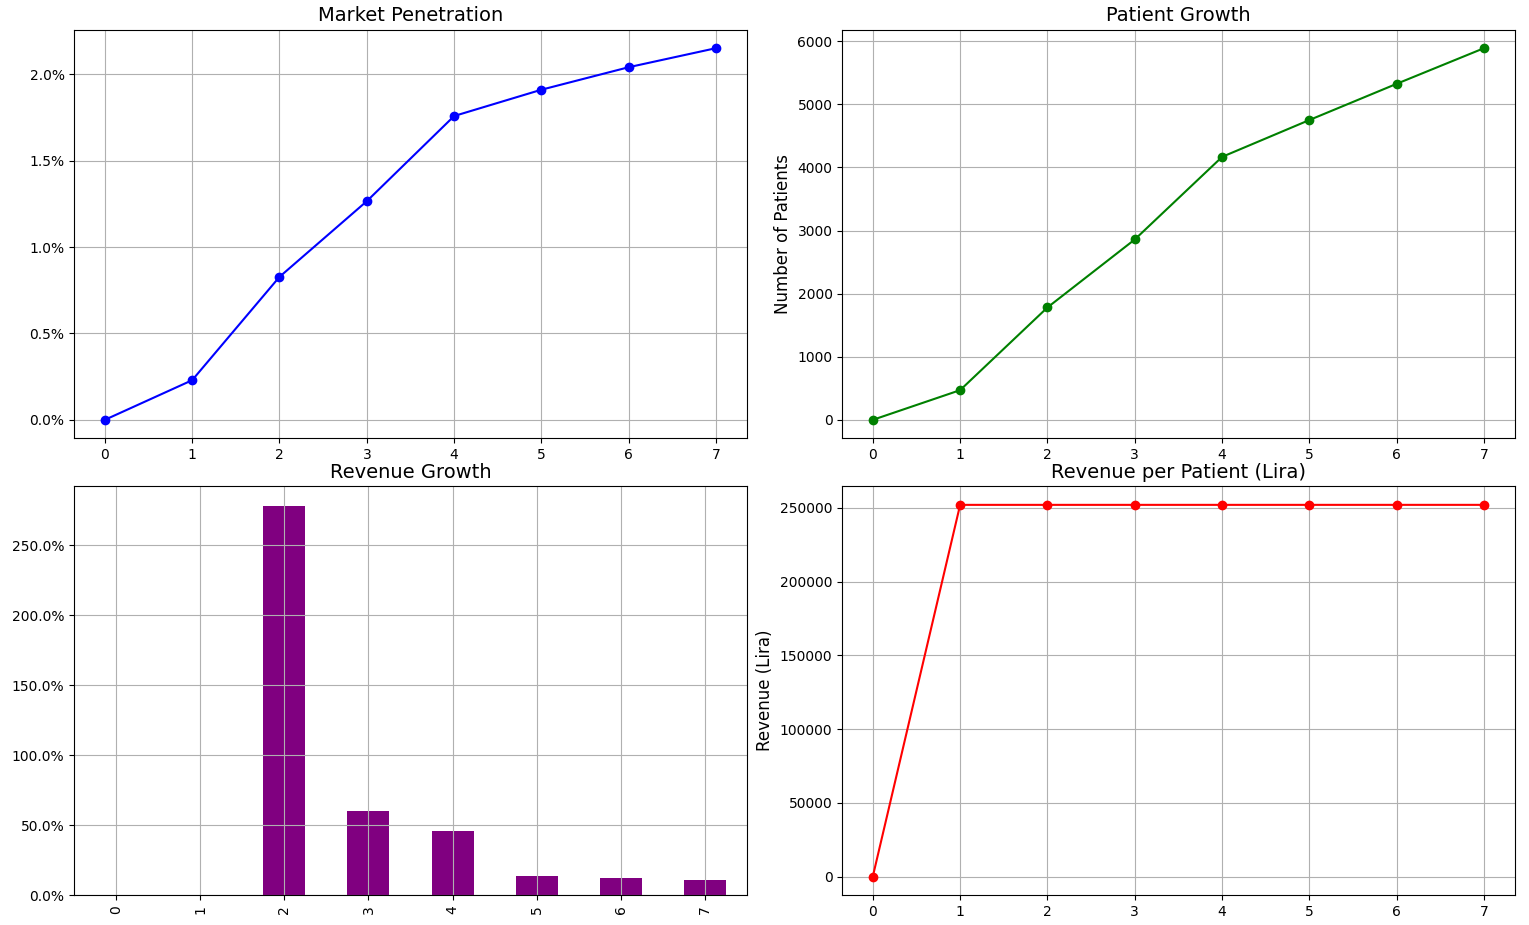 Market Penetration
2.0%
1.5%
1.0%
0.5%
0.0%
0 1 2 3 4 5 6 7
Patient Growth
Number of Patients
6000
5000
4000
3000
2000
1000
0
0 1 2 3 4 5 6 7
Revenue Growth
250.0%
200.0%
150.0%
100.0%
50.0%
0.0%
0 1 2 3 4 5 6 7
Revenue per Patient (Lira)
Revenue (Lira)
250000
200000
150000
100000
50000
0
0 1 2 3 4 5 6 7